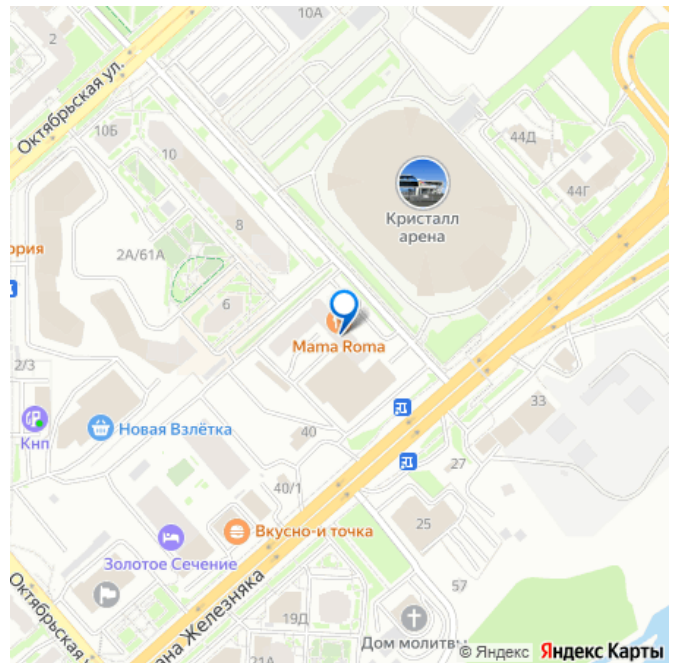 10А
2
Октябрьская ул.
10Б
10
44Д
44Г
Кристалл
арена
8
ория
2А/61А
6
Mama Roma
2/3
33
Кнп
Новая Взлётка
40
27
40/1
25
Вкусно-и точка
Золотое Сечение
57
Октябрьская
19Д
Дом молитвы
ана Железняка
21А
© Яндекс Яндекс Карты